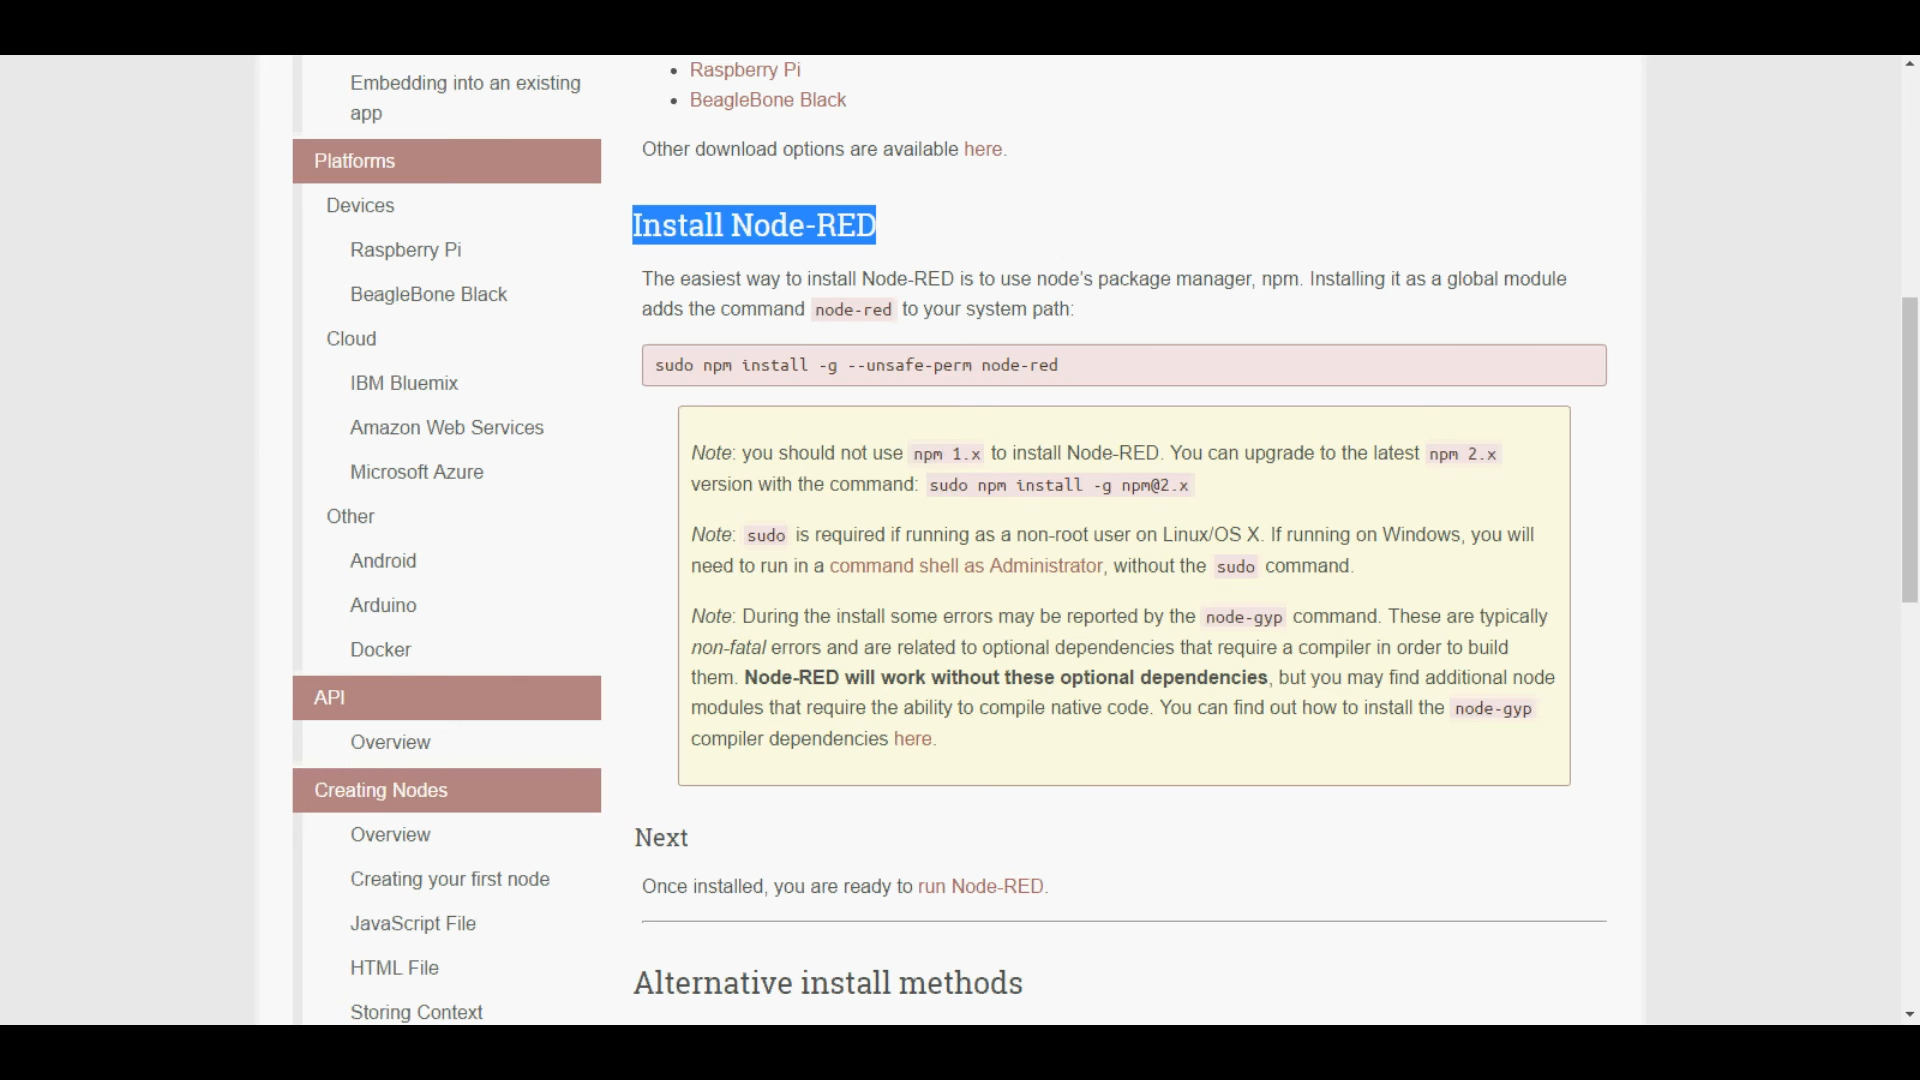 Embedding into an existing
app
Platforms
Devices
Raspberry Pi
BeagleBone Black
Cloud
IBM Bluemix
Amazon Web Services
Microsoft Azure
Other
Android
Arduino
Docker
API
Overview
Creating Nodes
Overview
Creating your first node
JavaScript File
HTML File
Storing Context
Raspberry Pi
BeagleBone Black
Other download options are available here.
Install Node-RED
The easiest way to install Node-RED is to use node's package manager, npm. Installing it as a global module
adds the command node-red to your system path:
sudo npm install -g --unsafe-perm node-red
Note: you should not use npm 1.x to install Node-RED. You can upgrade to the latest npm 2.x
version with the command: sudo npm install -g npm@2.x
Note: sudo is required if running as a non-root user on Linux/OS X. If running on Windows, you will
need to run in a command shell as Administrator, without the sudo command.
Note: During the install some errors may be reported by the node-gyp command. These are typically
non-fatal errors and are related to optional dependencies that require a compiler in order to build
them. Node-RED will work without these optional dependencies, but you may find additional node
modules that require the ability to compile native code. You can find out how to install the node-gyp
compiler dependencies here.
Next
Once installed, you are ready to run Node-RED.
Alternative install methods